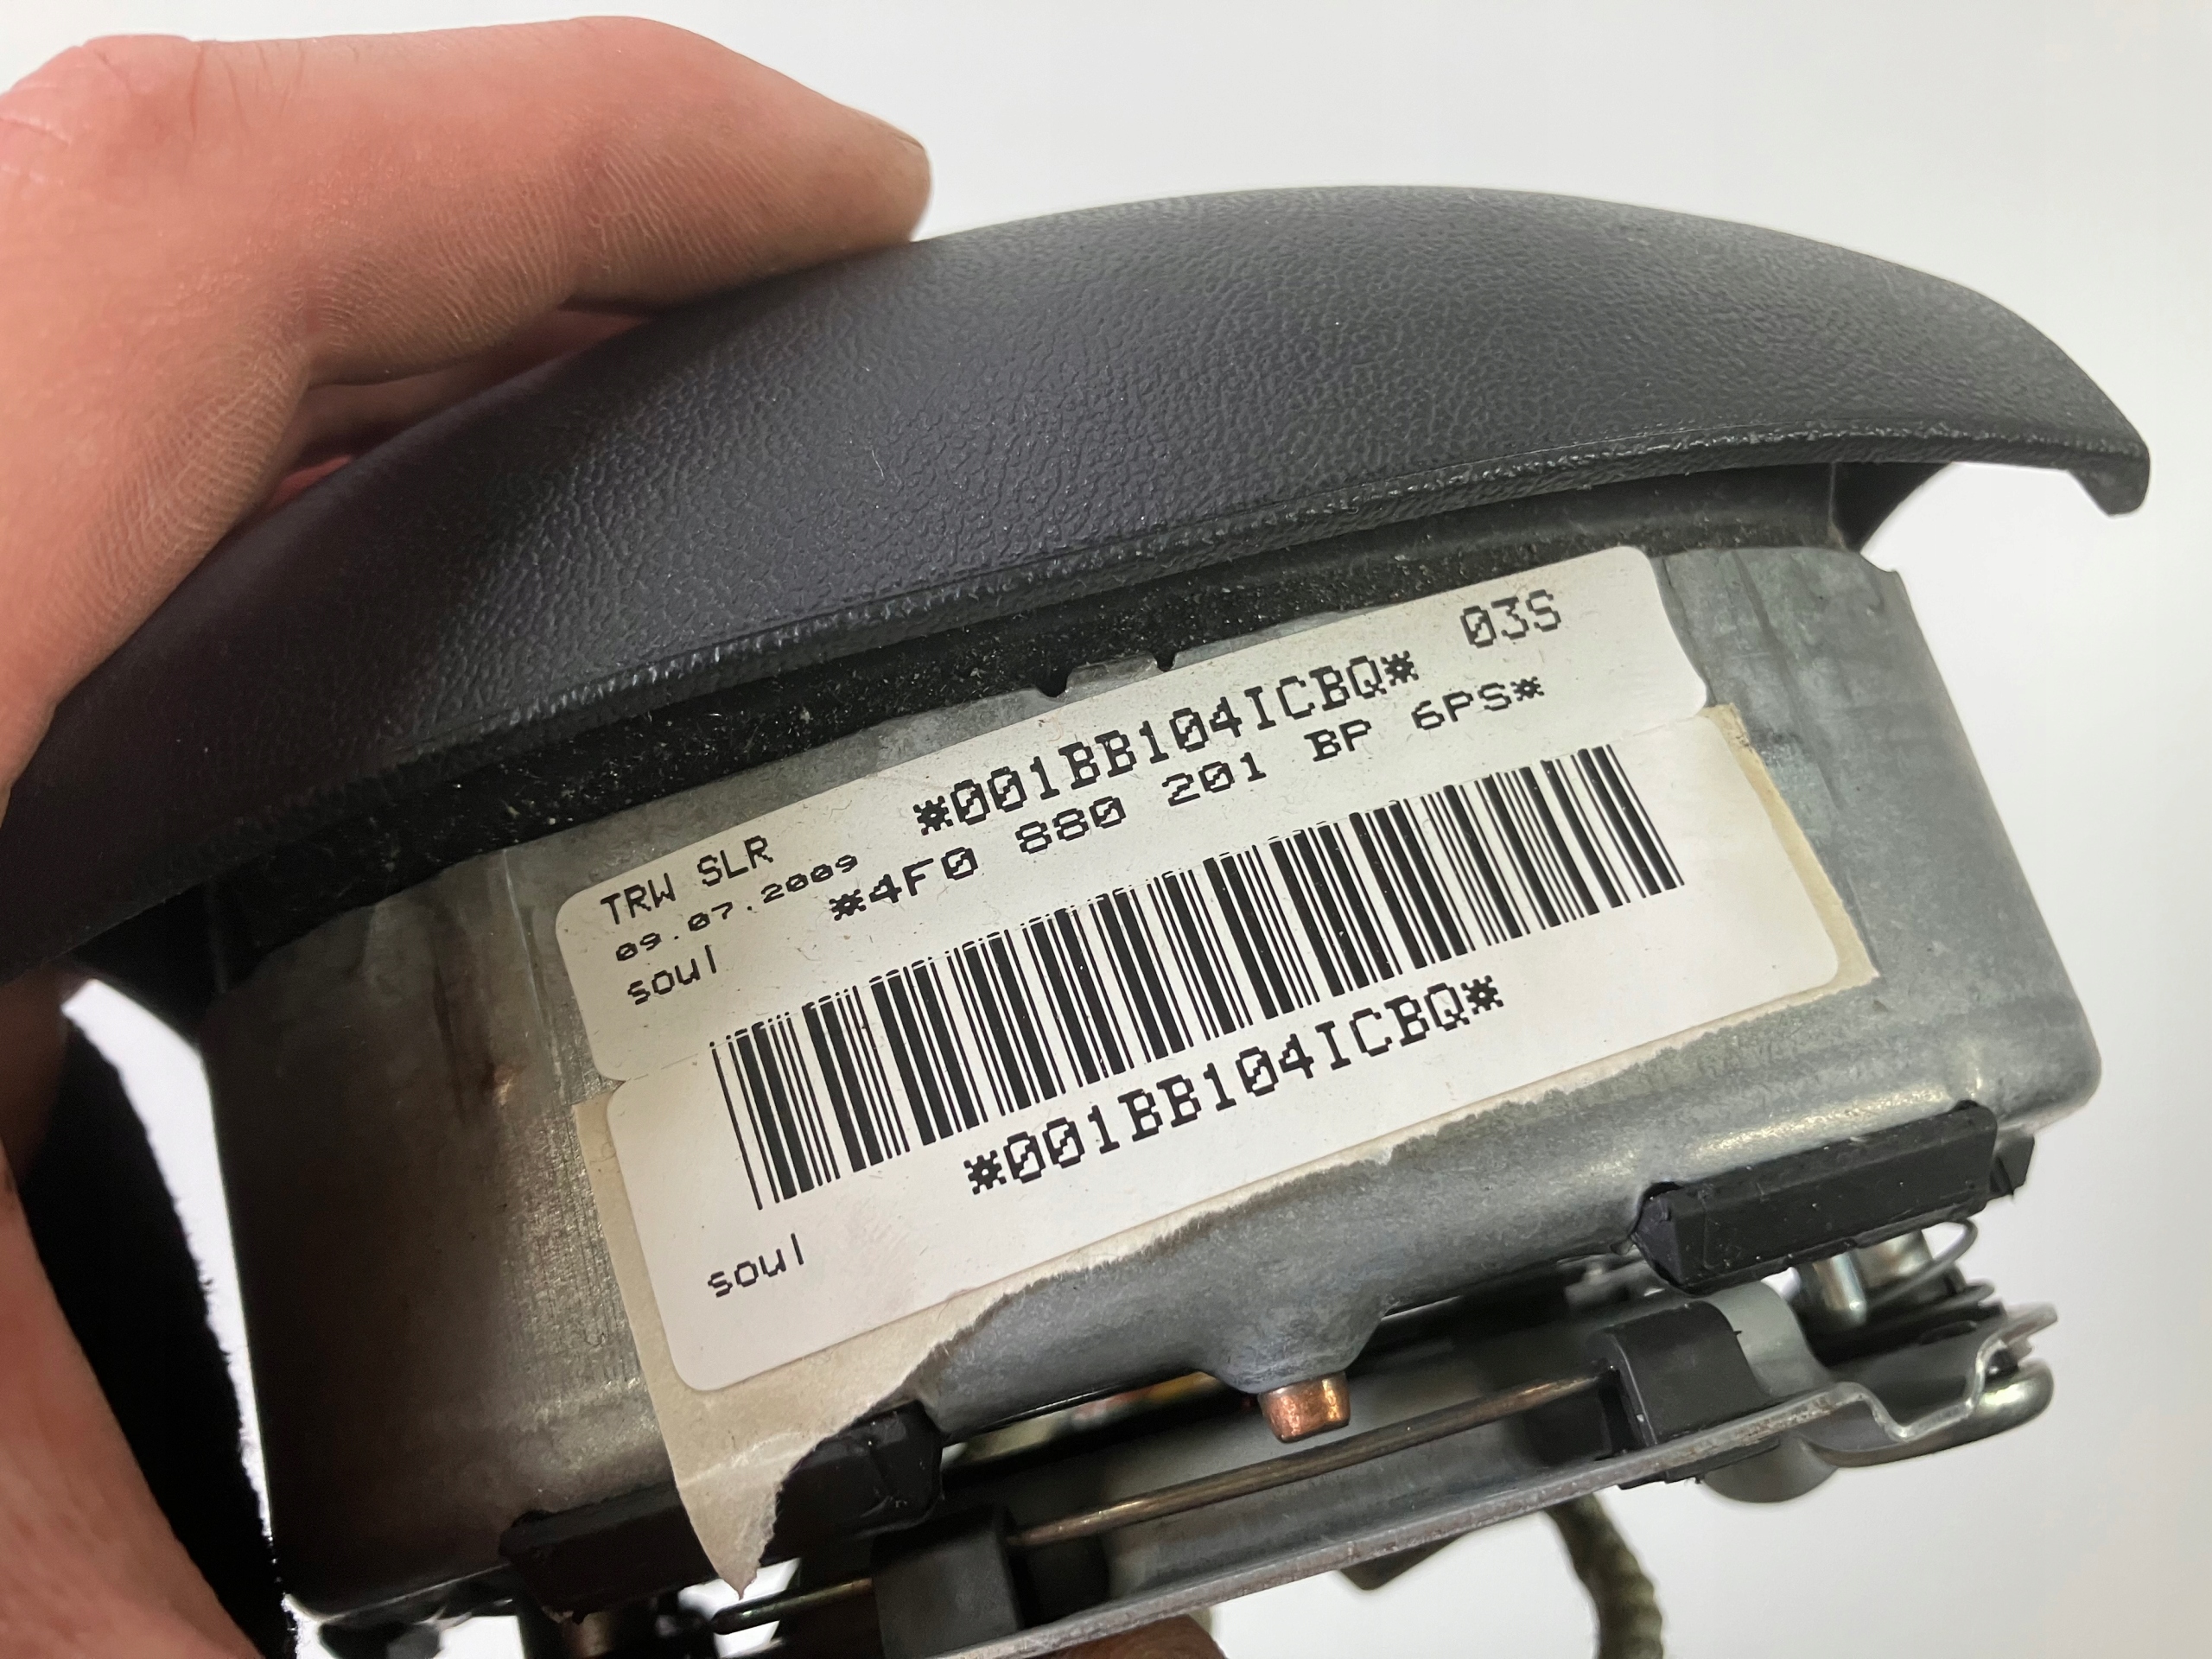 *001BB104ICBQ* 03S
TRW SLR
*4F0 880 201 BP 6PS*
09.07.2009
soul
*001BB104ICBQ*
soul